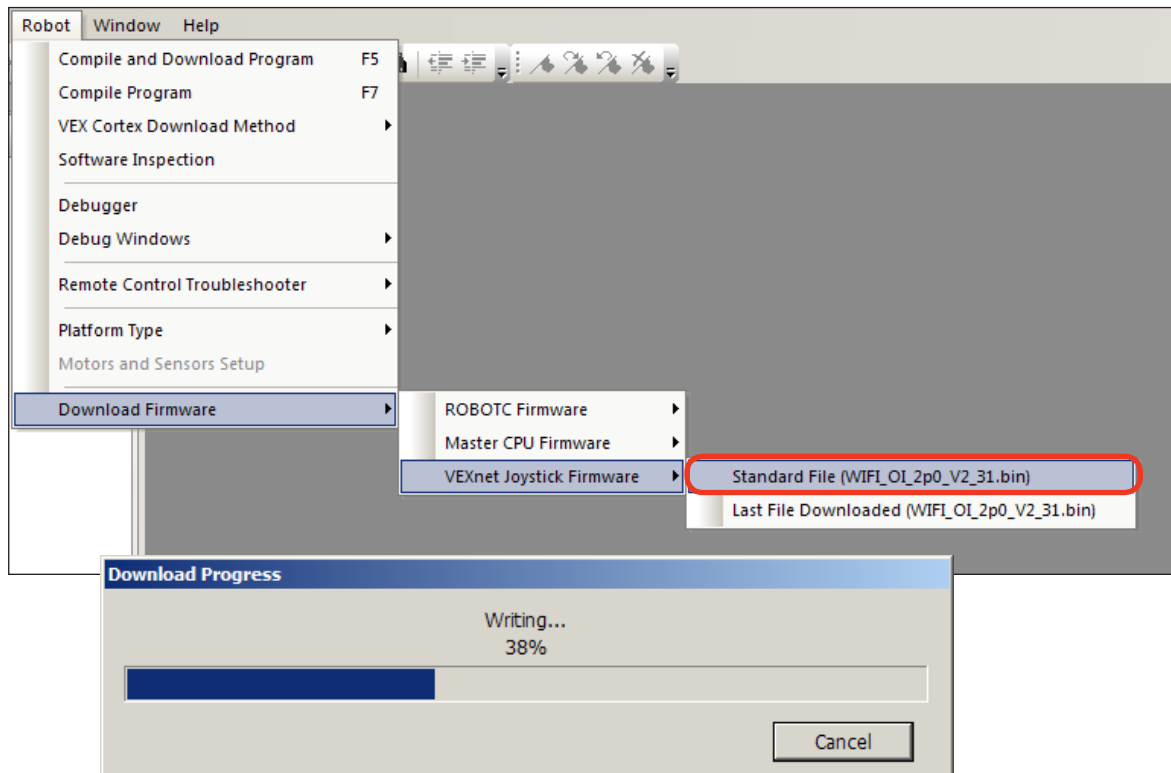 Robot Window Help
Compile and Download Program F5
Compile Program F7
VEX Cortex Download Method
Software Inspection
Debugger
Debug Windows
Remote Control Troubleshooter
Platform Type
Motors and Sensors Setup
Download Firmware
ROBOTC Firmware
Master CPU Firmware
VEXnet Joystick Firmware
Standard File (WIFI_OI_2p0_V2_31.bin)
Last File Downloaded (WIFI_OI_2p0_V2_31.bin)
Download Progress
Writing...
38%
Cancel